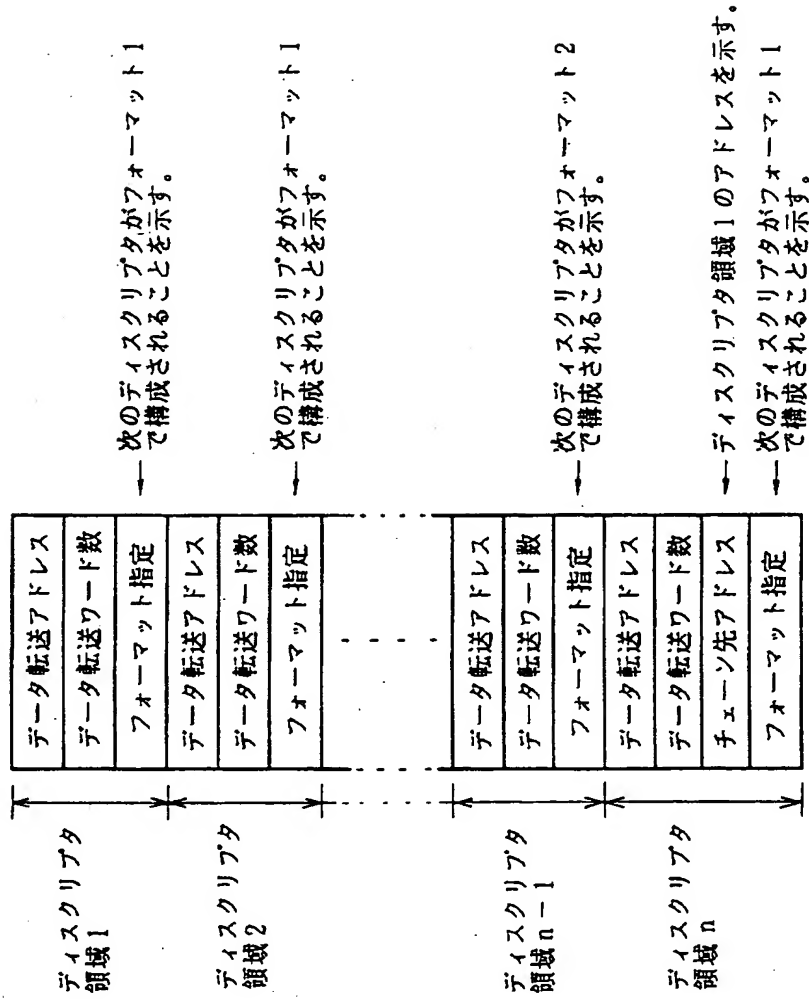 ディスクリプタ
領域1
データ転送アドレス
データ転送ワード数
フォーマット指定
次のディスクリプタがフォーマット1
で構成されることを示す。
ディスクリプタ
領域2
データ転送アドレス
データ転送ワード数
フォーマット指定
次のディスクリプタがフォーマット1
で構成されることを示す。
ディスクリプタ
領域n−1
データ転送アドレス
データ転送ワード数
フォーマット指定
次のディスクリプタがフォーマット2
で構成されることを示す。
ディスクリプタ
領域n
データ転送アドレス
データ転送ワード数
チェーン先アドレス
ディスクリプタ領域1のアドレスを示す。
フォーマット指定
次のディスクリプタがフォーマット1
で構成されることを示す。